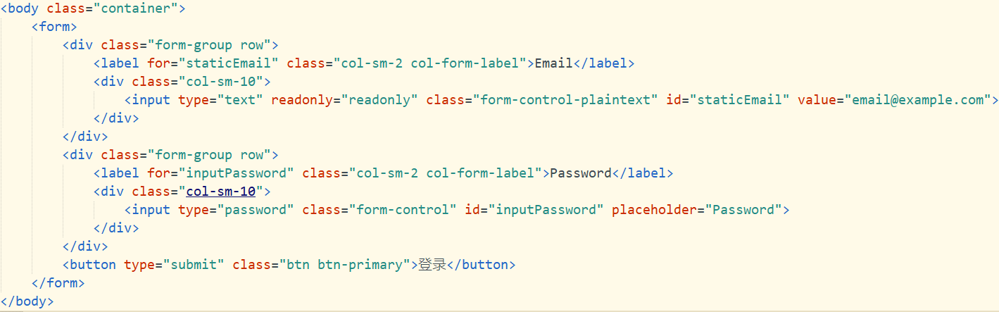 <body class="container">
    <form>
        <div class="form-group row">
            <label for="staticEmail" class="col-sm-2 col-form-label">Email</label>
            <div class="col-sm-10">
                <input type="text" readonly="readonly" class="form-control-plaintext" id="staticEmail" value="email@example.com">
            </div>
        </div>
        <div class="form-group row">
            <label for="inputPassword" class="col-sm-2 col-form-label">Password</label>
            <div class="col-sm-10">
                <input type="password" class="form-control" id="inputPassword" placeholder="Password">
            </div>
        </div>
        <button type="submit" class="btn btn-primary">登录</button>
    </form>
</body>